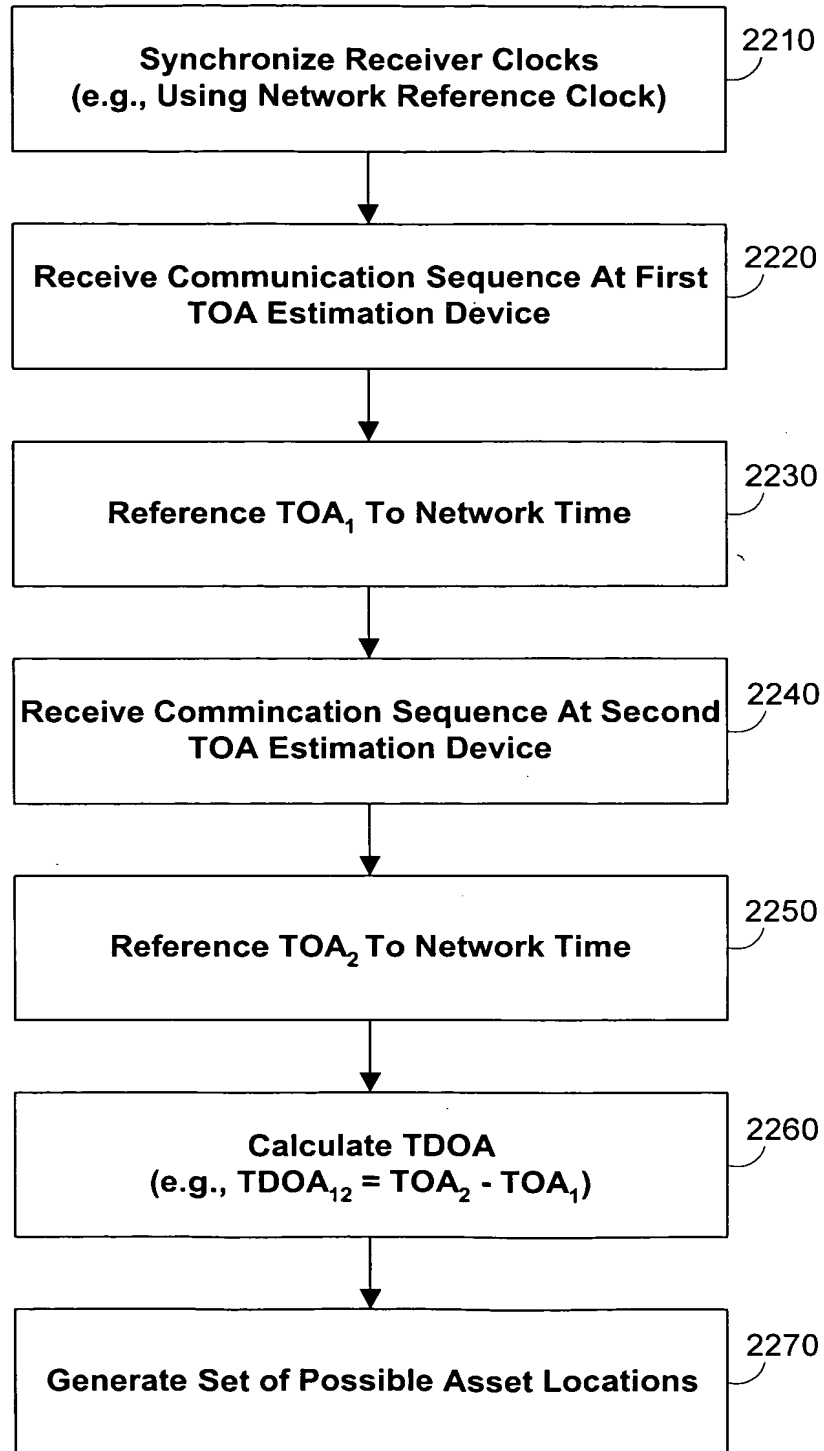 Synchronize Receiver Clocks
(e.g., Using Network Reference Clock)
2210
Receive Communication Sequence At First
TOA Estimation Device
2220
Reference TOA₁ To Network Time
2230
Receive Commincation Sequence At Second
TOA Estimation Device
2240
Reference TOA₂ To Network Time
2250
Calculate TDOA
(e.g., TDOA₁₂ = TOA₂ - TOA₁)
2260
Generate Set of Possible Asset Locations
2270